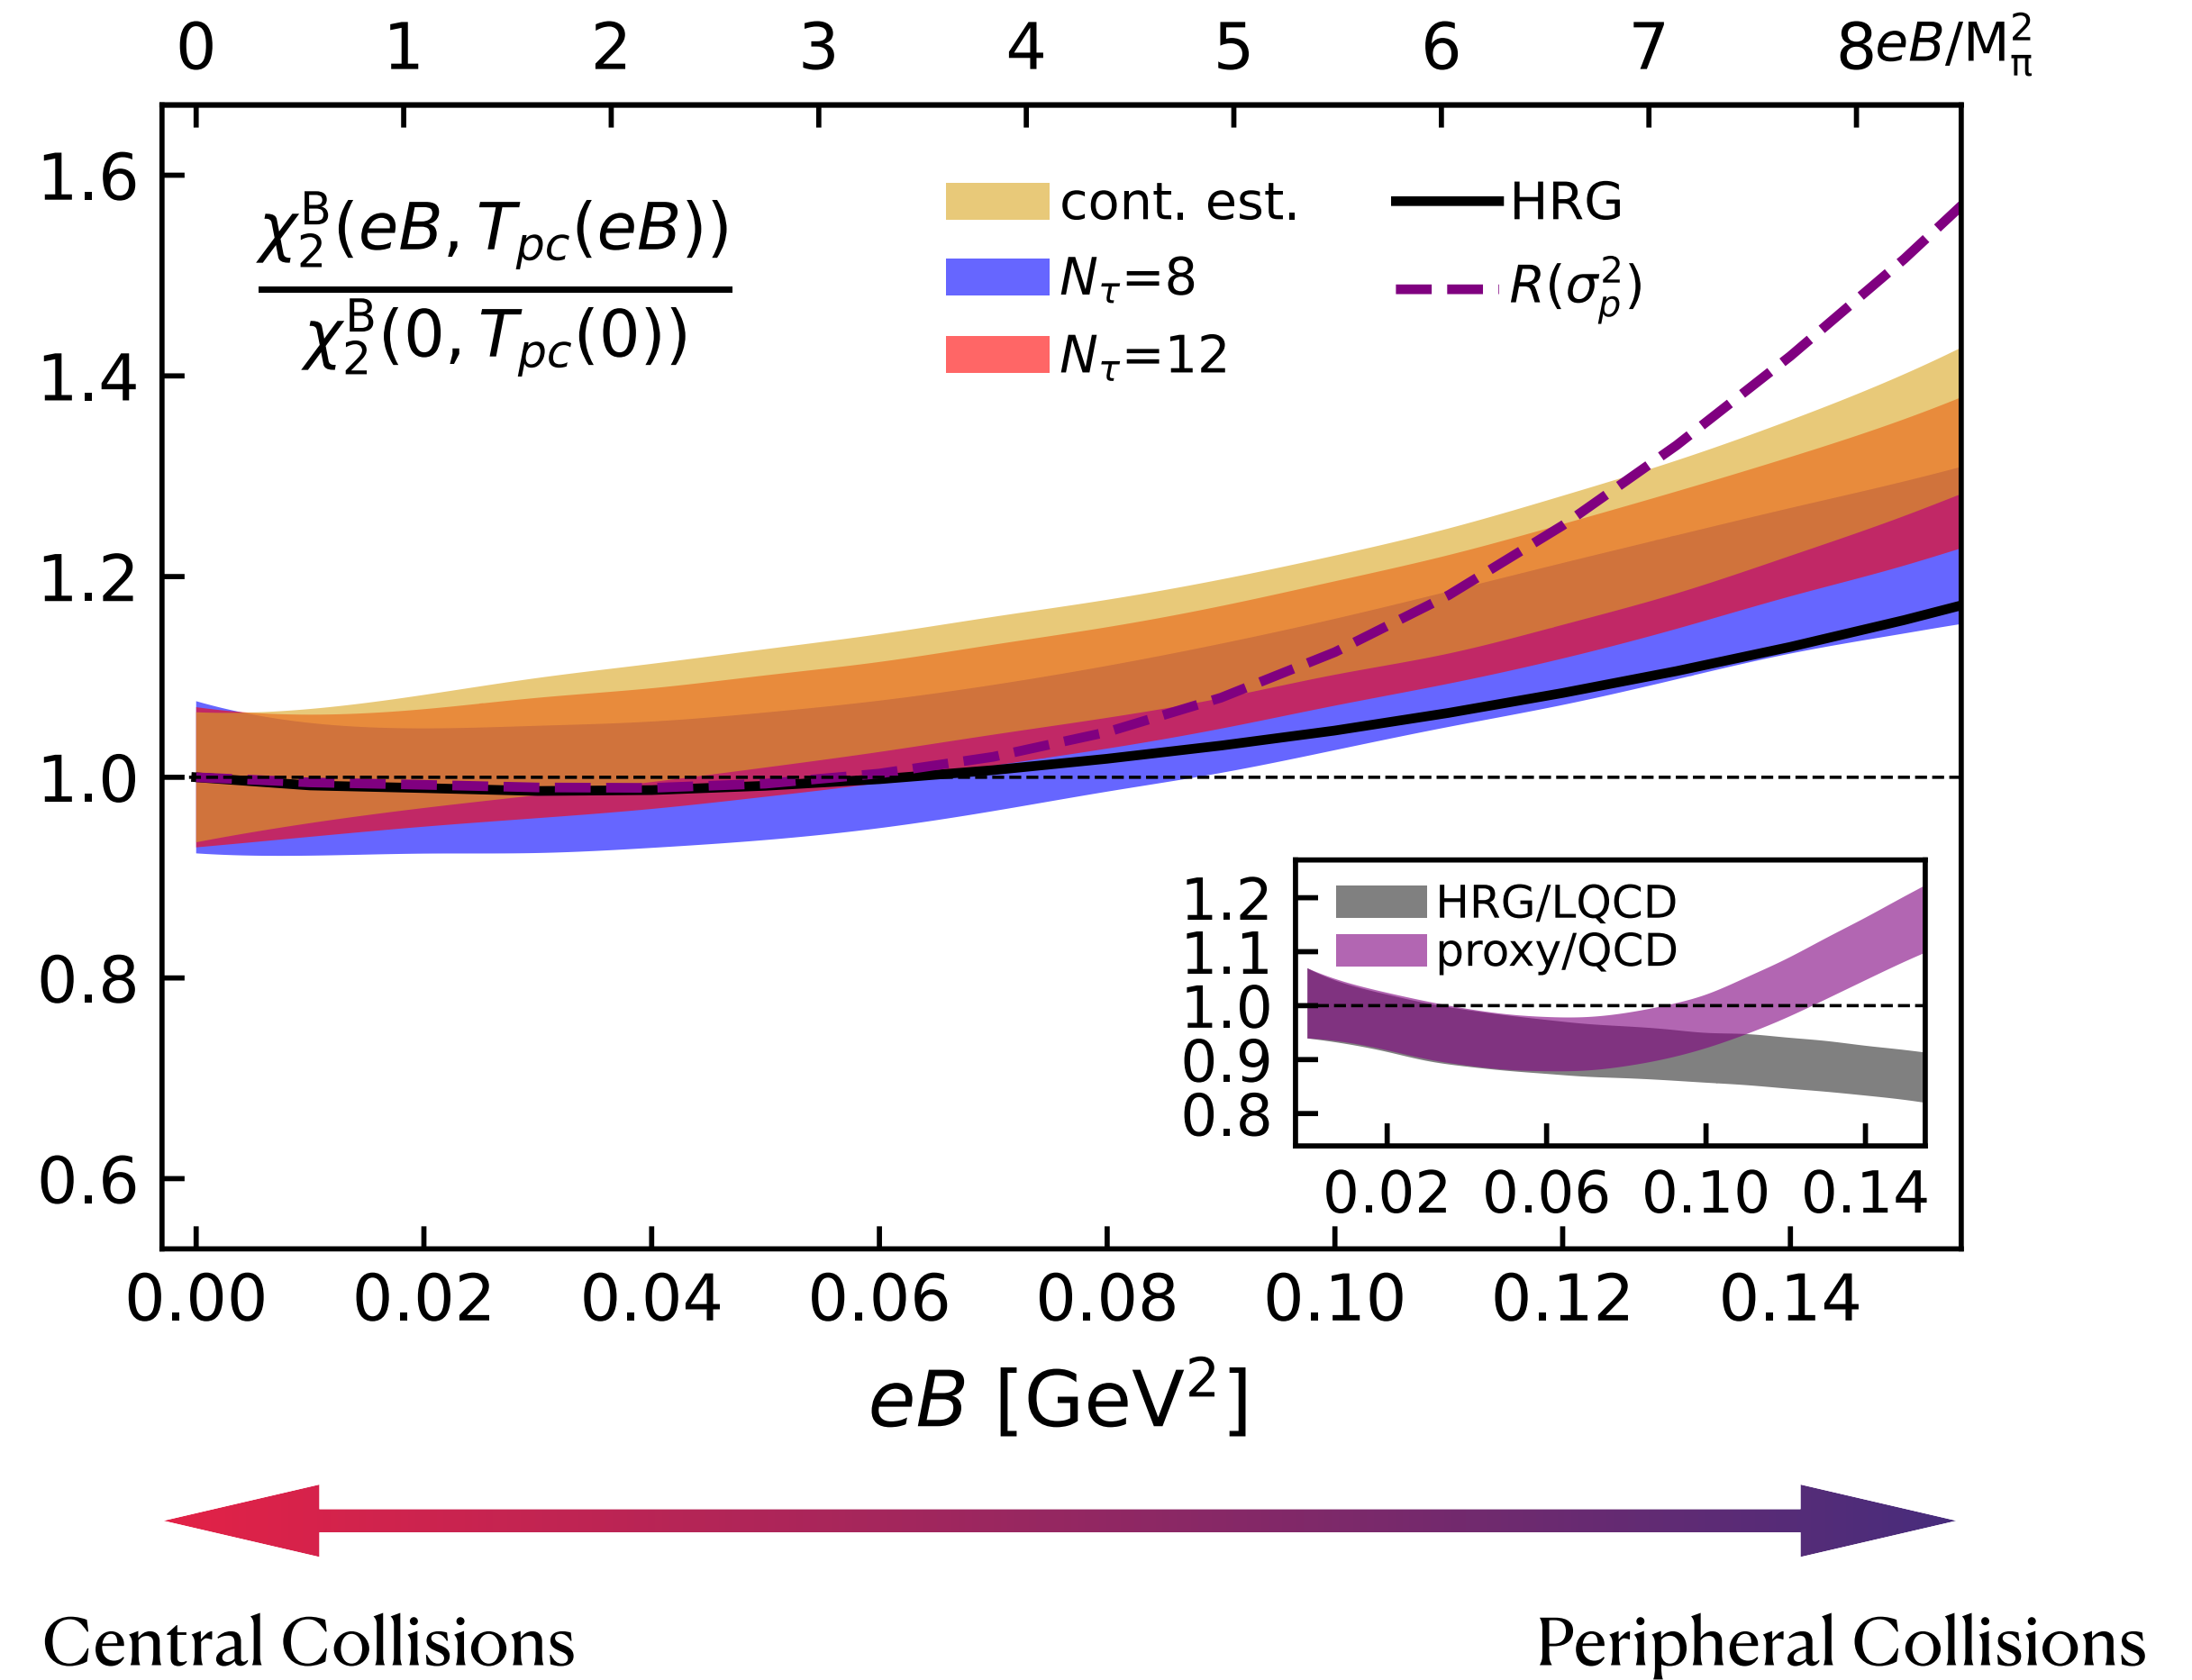 0 1 2 3 4 5 6 7 8 eB/M²π
1.6
1.4
1.2
1.0
0.8
0.6
χ₂ᴮ(eB, Tpc(eB))
χ₂ᴮ(0, Tpc(0))
cont. est.
Nτ=8
Nτ=12
HRG
R(σ²p)
1.2
1.1
1.0
0.9
0.8
HRG/LQCD
proxy/QCD
0.02 0.06 0.10 0.14
0.00 0.02 0.04 0.06 0.08 0.10 0.12 0.14
eB [GeV²]
Central Collisions
Peripheral Collisions